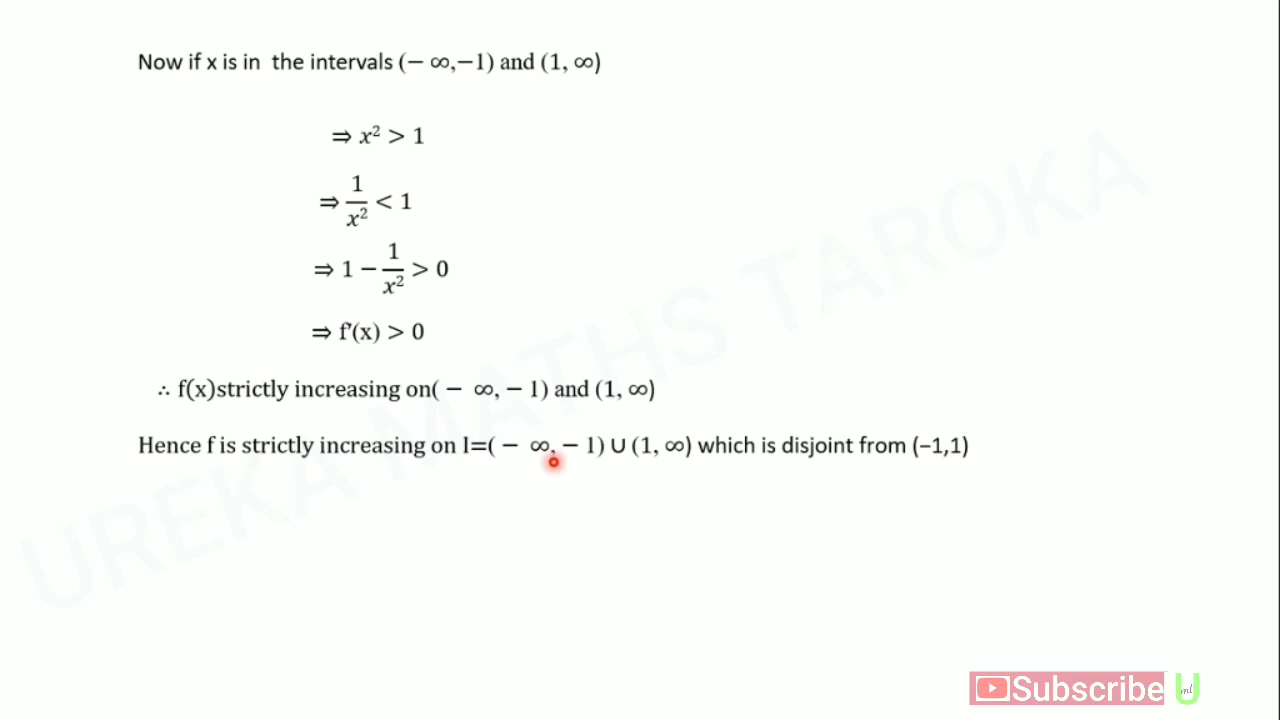 Now if x is in  the intervals (− ∞,−1) and (1, ∞)
⇒ x² > 1
⇒ 1/x² < 1
⇒ 1 − 1/x² > 0
⇒ f'(x) > 0
∴ f(x)strictly increasing on( − ∞, − 1) and (1, ∞)
Hence f is strictly increasing on I=( − ∞, − 1) ∪ (1, ∞) which is disjoint from (−1,1)
UREKA MATHS TAROKA
Subscribe U